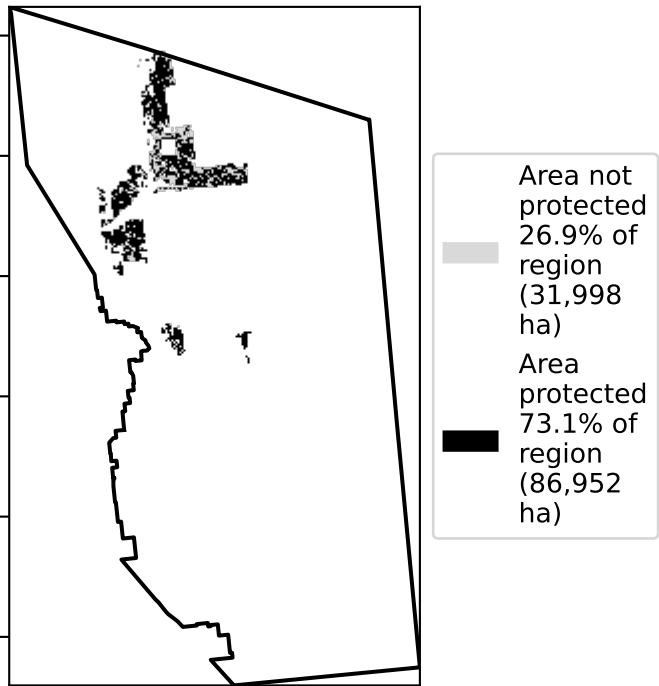 Area not
protected
26.9% of
region
(31,998
ha)
Area
protected
73.1% of
region
(86,952
ha)